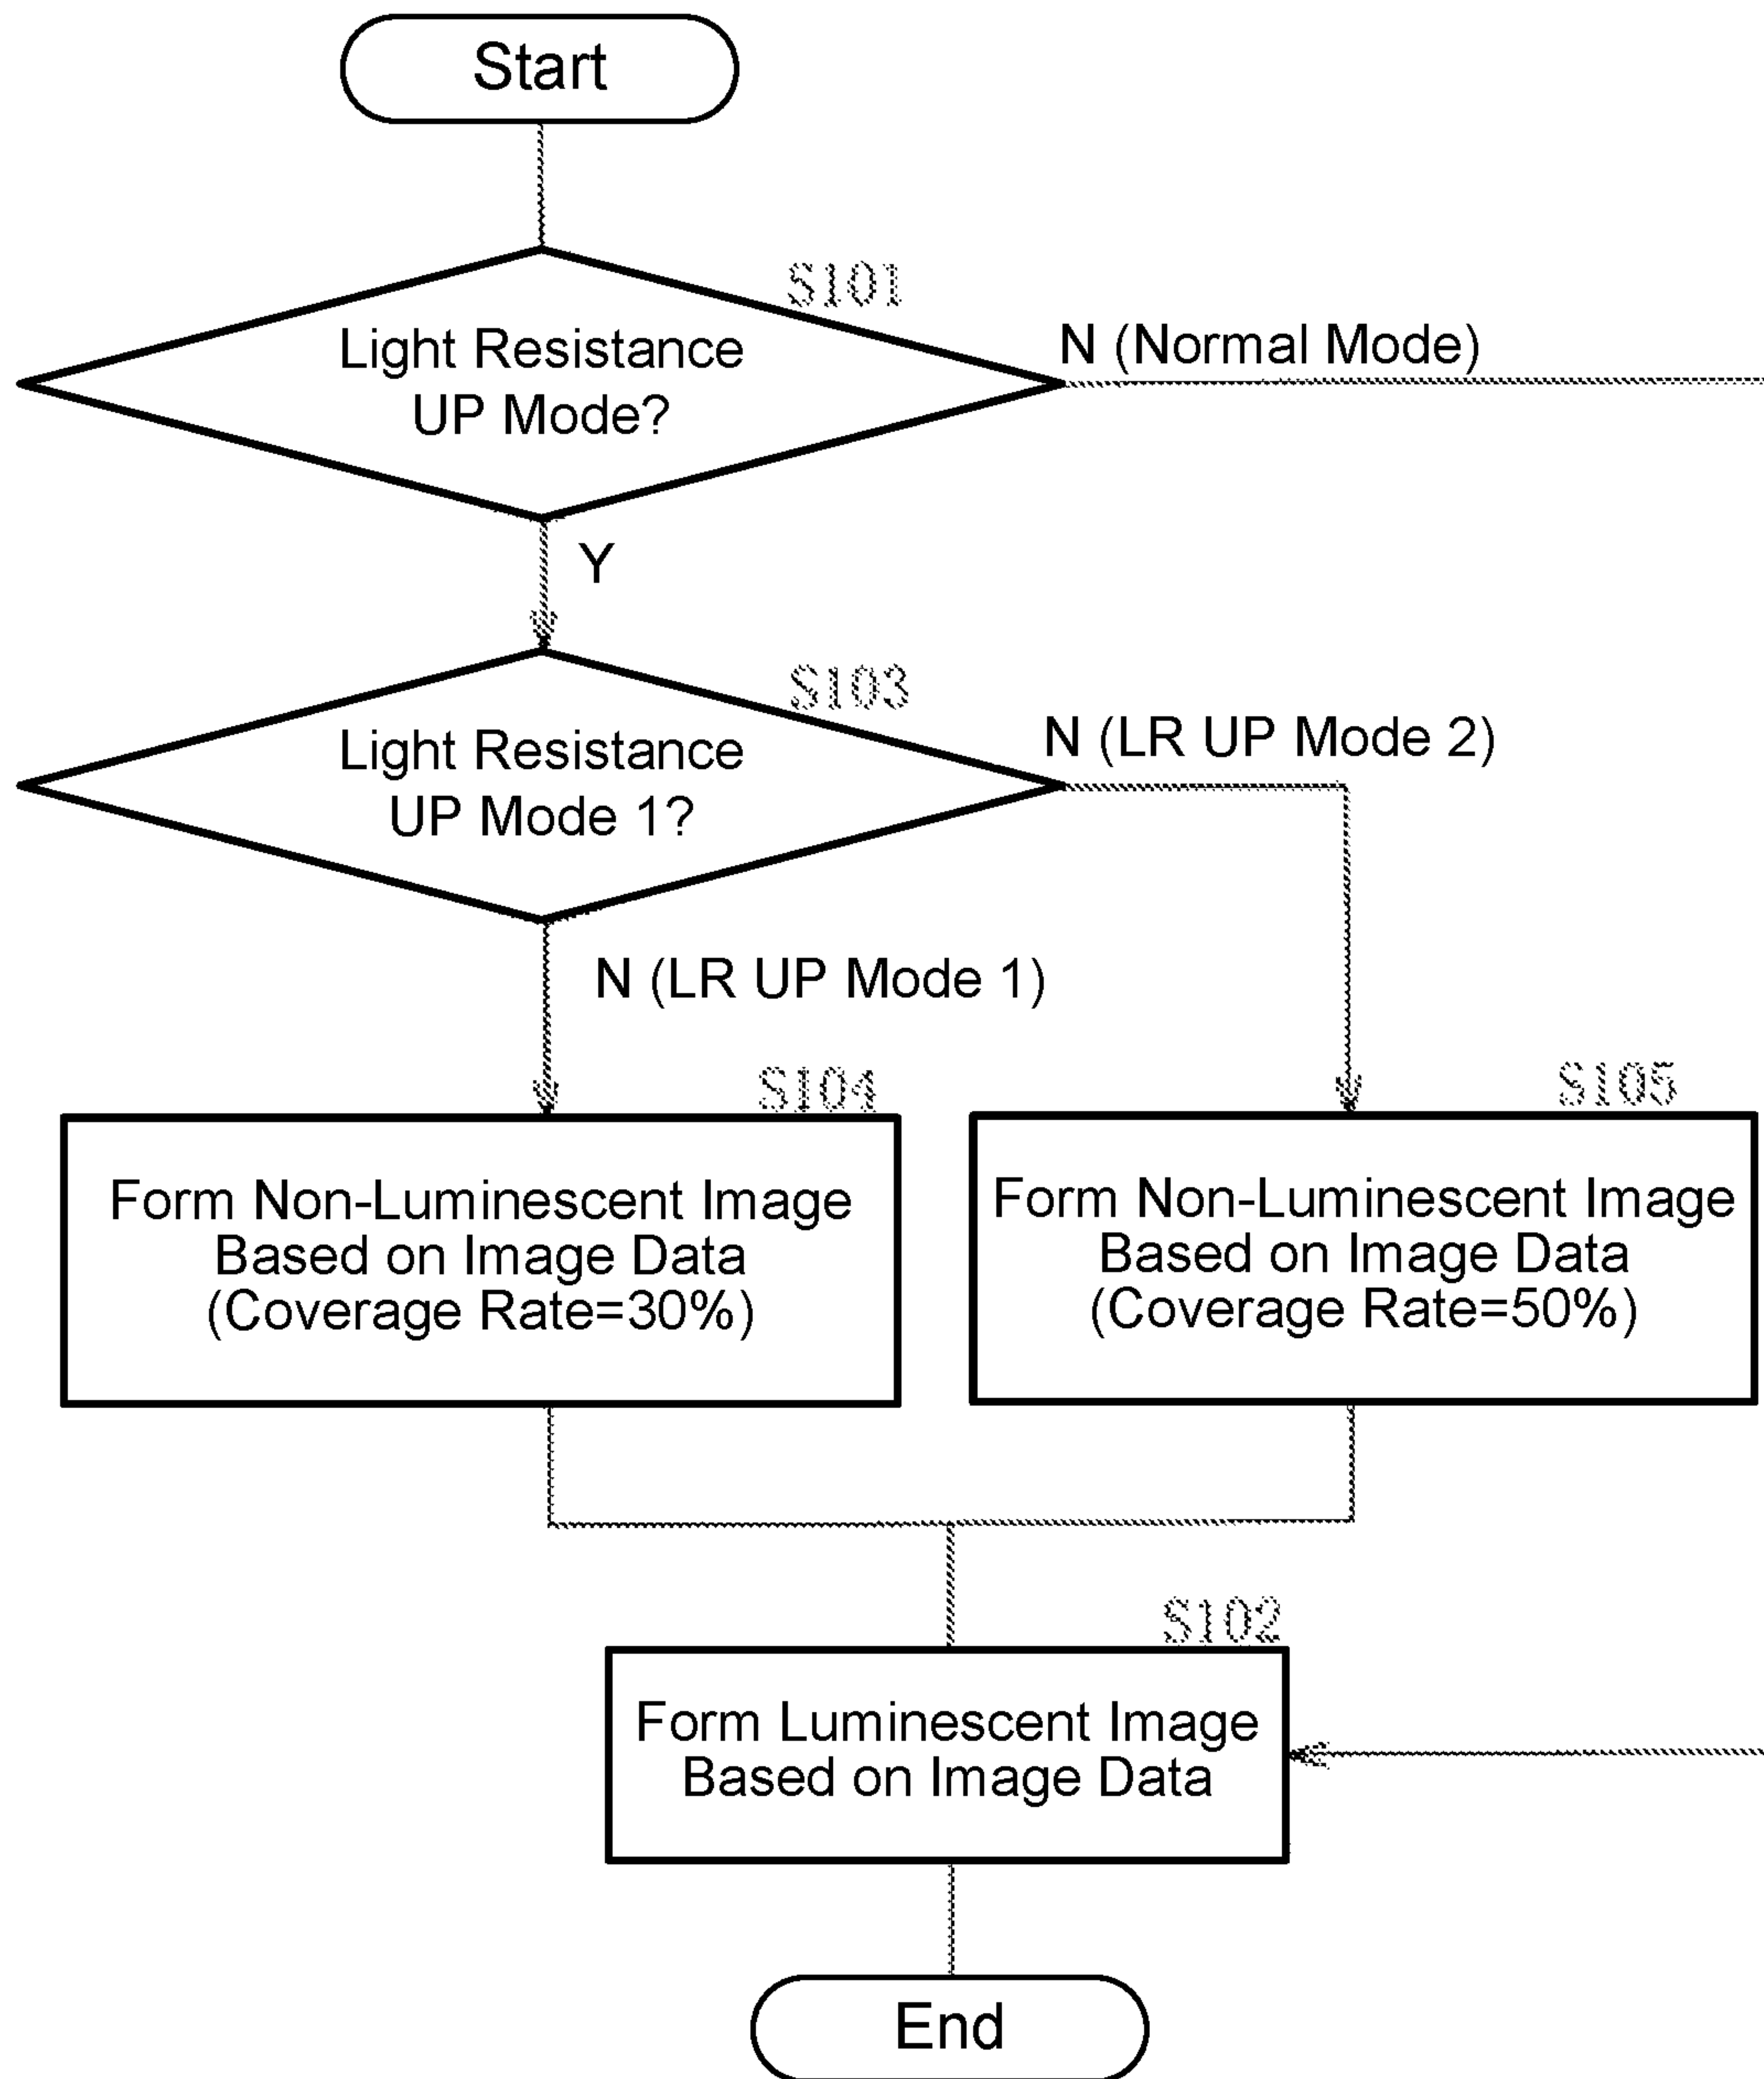 Start
S101
Light Resistance
UP Mode?
N (Normal Mode)
Y
S103
Light Resistance
UP Mode 1?
N (LR UP Mode 2)
N (LR UP Mode 1)
S104
Form Non-Luminescent Image
Based on Image Data
(Coverage Rate=30%)
S105
Form Non-Luminescent Image
Based on Image Data
(Coverage Rate=50%)
S102
Form Luminescent Image
Based on Image Data
End